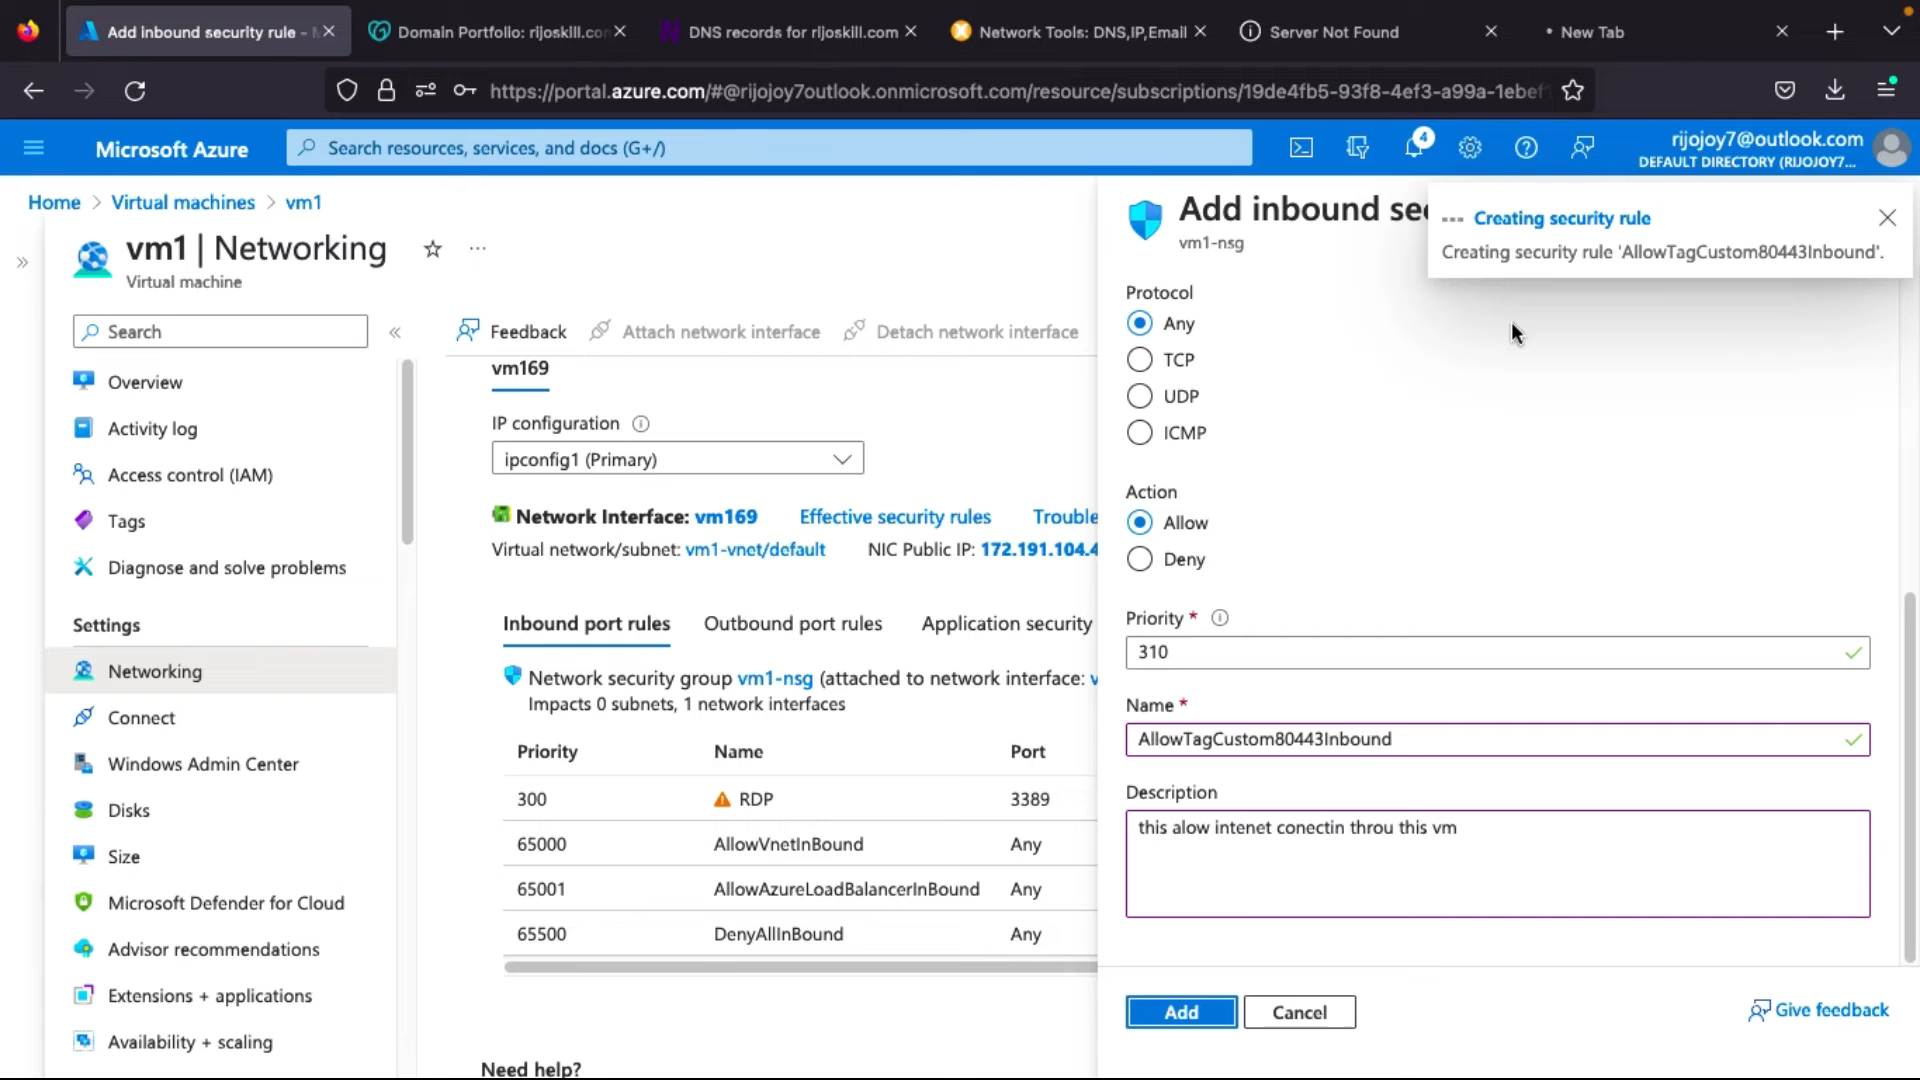 Add inbound security rule - M
Domain Portfolio: rijoskill.con
DNS records for rijoskill.com
Network Tools: DNS,IP,Email
Server Not Found
New Tab
https://portal.azure.com/#@rijojoy7outlook.onmicrosoft.com/resource/subscriptions/19de4fb5-93f8-4ef3-a99a-1ebef
Microsoft Azure
Search resources, services, and docs (G+/)
4
rijojoy7@outlook.com
DEFAULT DIRECTORY (RIJOJOY7...
Home > Virtual machines > vm1
vm1 | Networking
Virtual machine
Search
Overview
Activity log
Access control (IAM)
Tags
Diagnose and solve problems
Settings
Networking
Connect
Windows Admin Center
Disks
Size
Microsoft Defender for Cloud
Advisor recommendations
Extensions + applications
Availability + scaling
Feedback
Attach network interface
Detach network interface
vm169
IP configuration
ipconfig1 (Primary)
Network Interface: vm169
Effective security rules
Trouble
Virtual network/subnet: vm1-vnet/default
NIC Public IP: 172.191.104.4
Inbound port rules
Outbound port rules
Application security
Network security group vm1-nsg (attached to network interface: v
Impacts 0 subnets, 1 network interfaces
Priority Name Port
300 RDP 3389
65000 AllowVnetInBound Any
65001 AllowAzureLoadBalancerInBound Any
65500 DenyAllInBound Any
Need help?
Add inbound sec
vm1-nsg
Creating security rule
Creating security rule 'AllowTagCustom80443Inbound'.
Protocol
Any
TCP
UDP
ICMP
Action
Allow
Deny
Priority *
310
Name *
AllowTagCustom80443Inbound
Description
this alow intenet conectin throu this vm
Add
Cancel
Give feedback